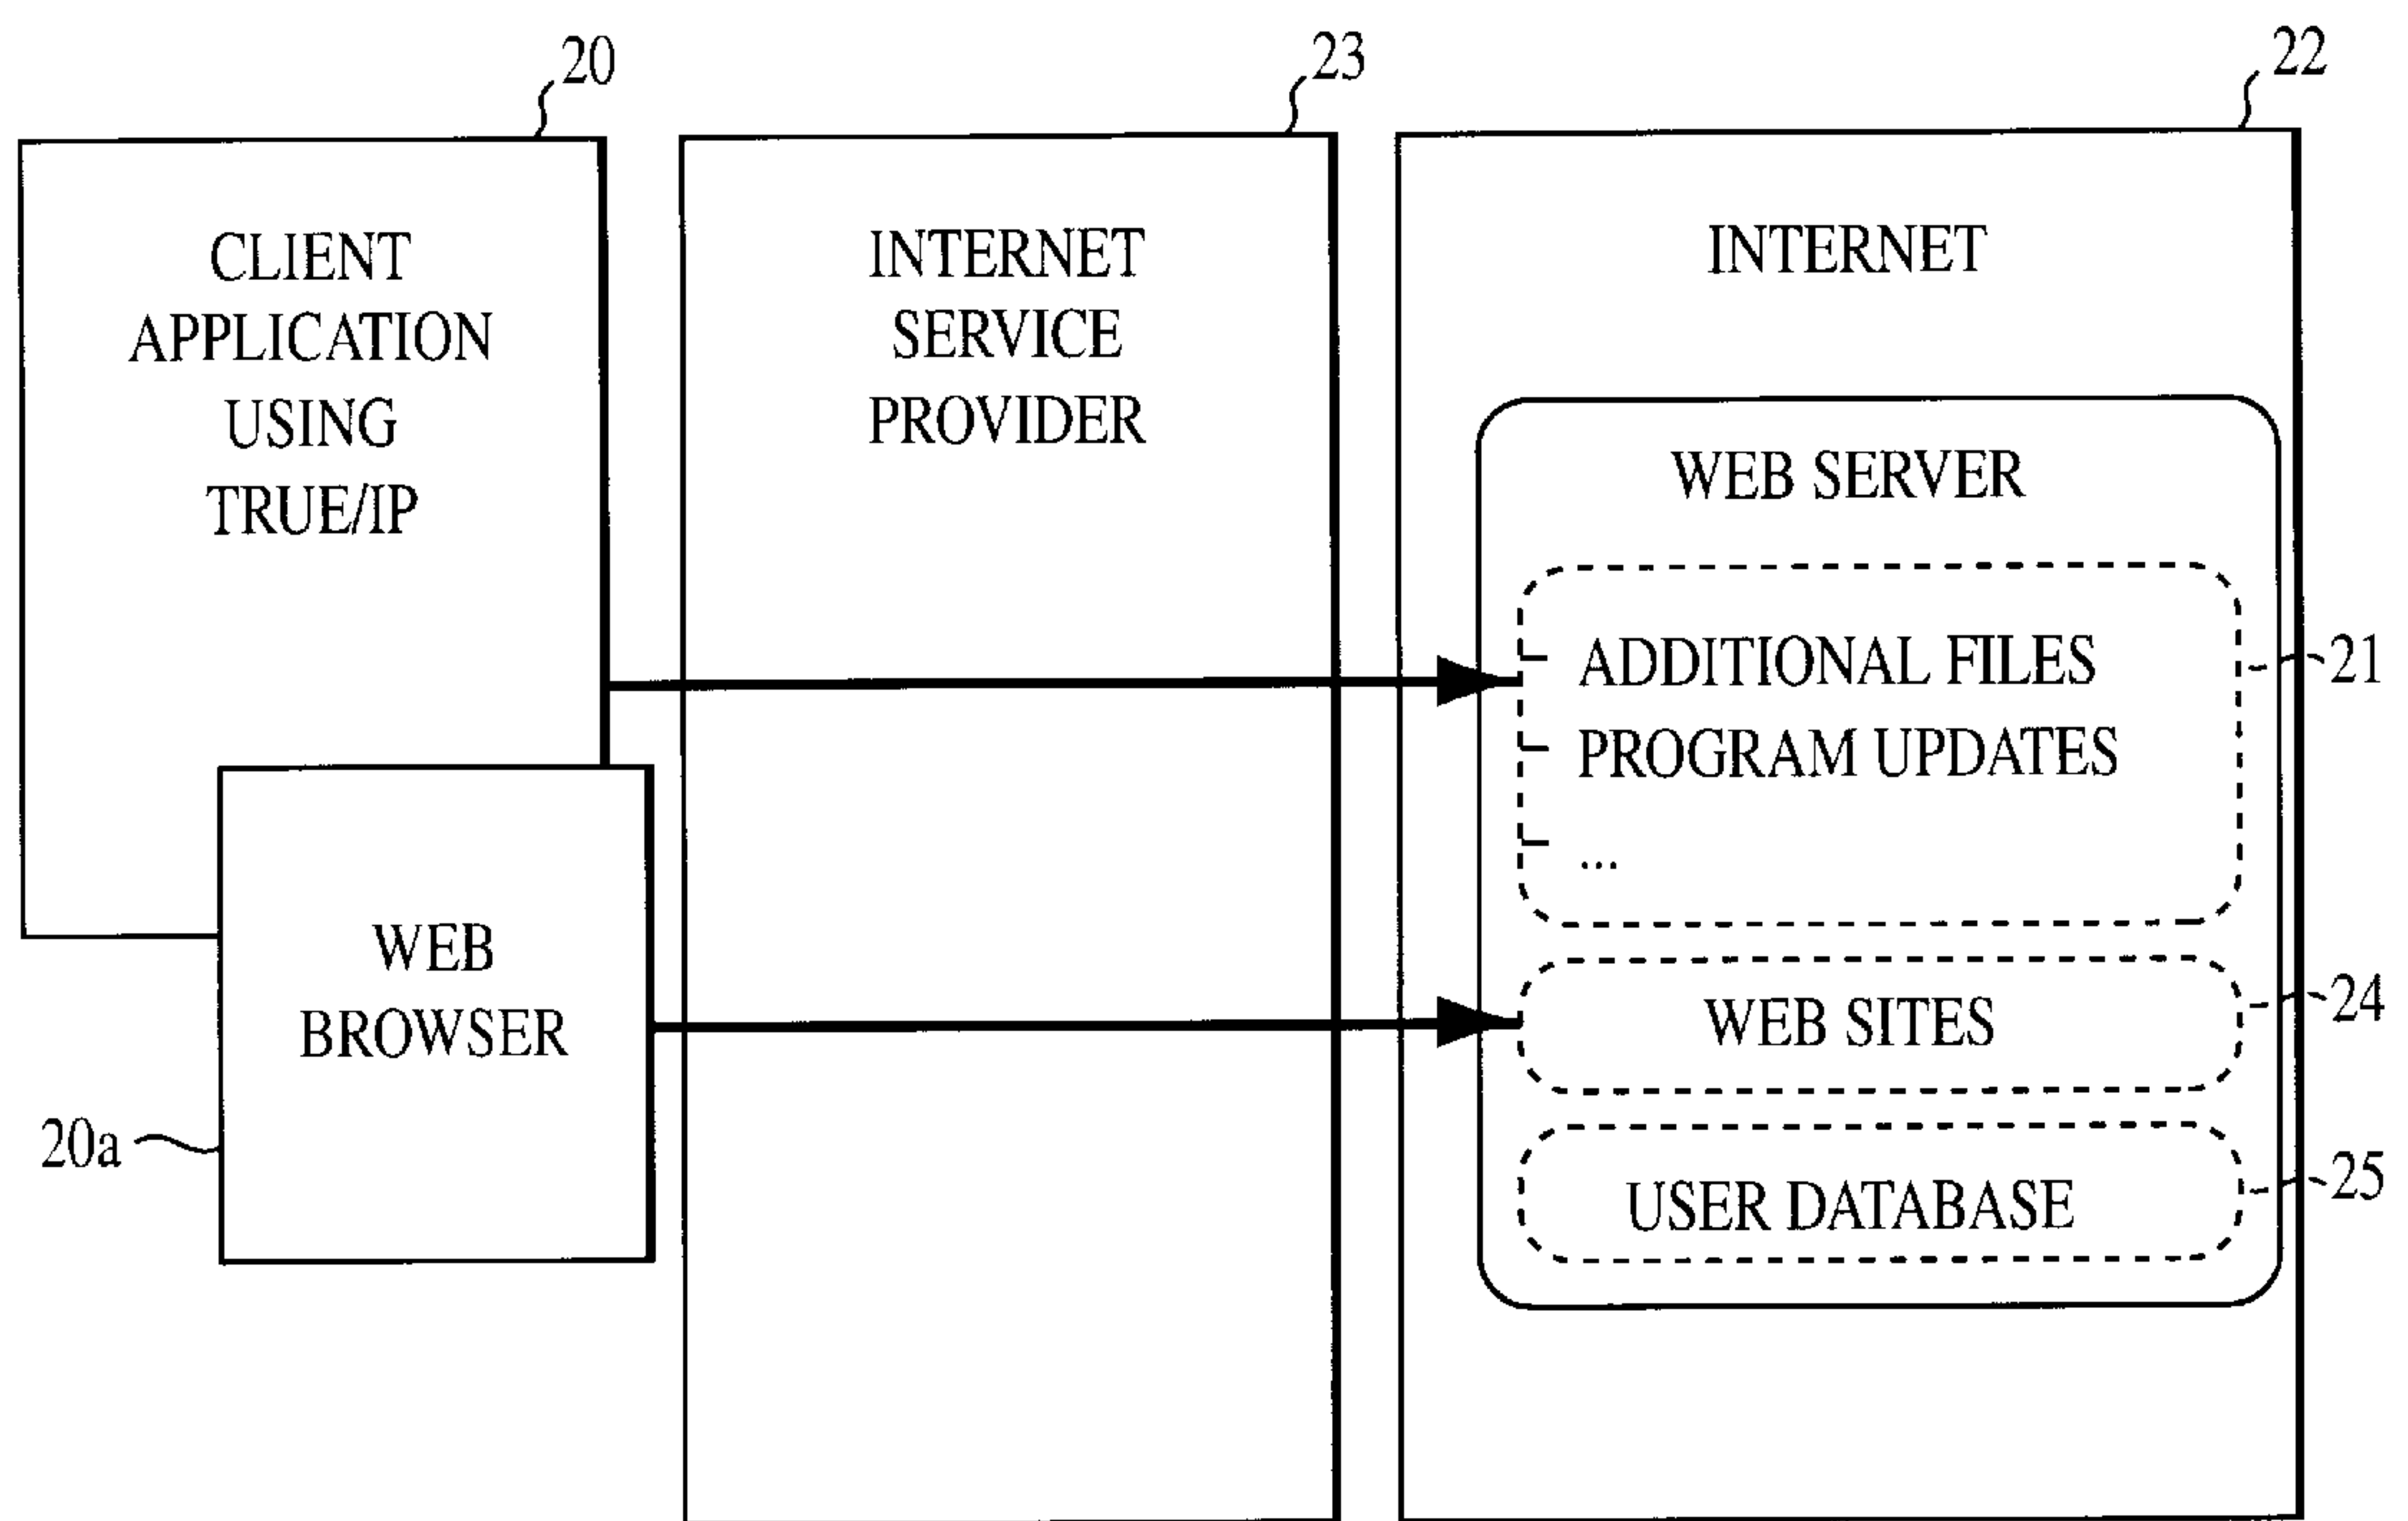 20
23
22
CLIENT
APPLICATION
USING
TRUE/IP
INTERNET
SERVICE
PROVIDER
INTERNET
WEB SERVER
ADDITIONAL FILES
PROGRAM UPDATES
...
21
WEB
BROWSER
20a
WEB SITES
24
USER DATABASE
25